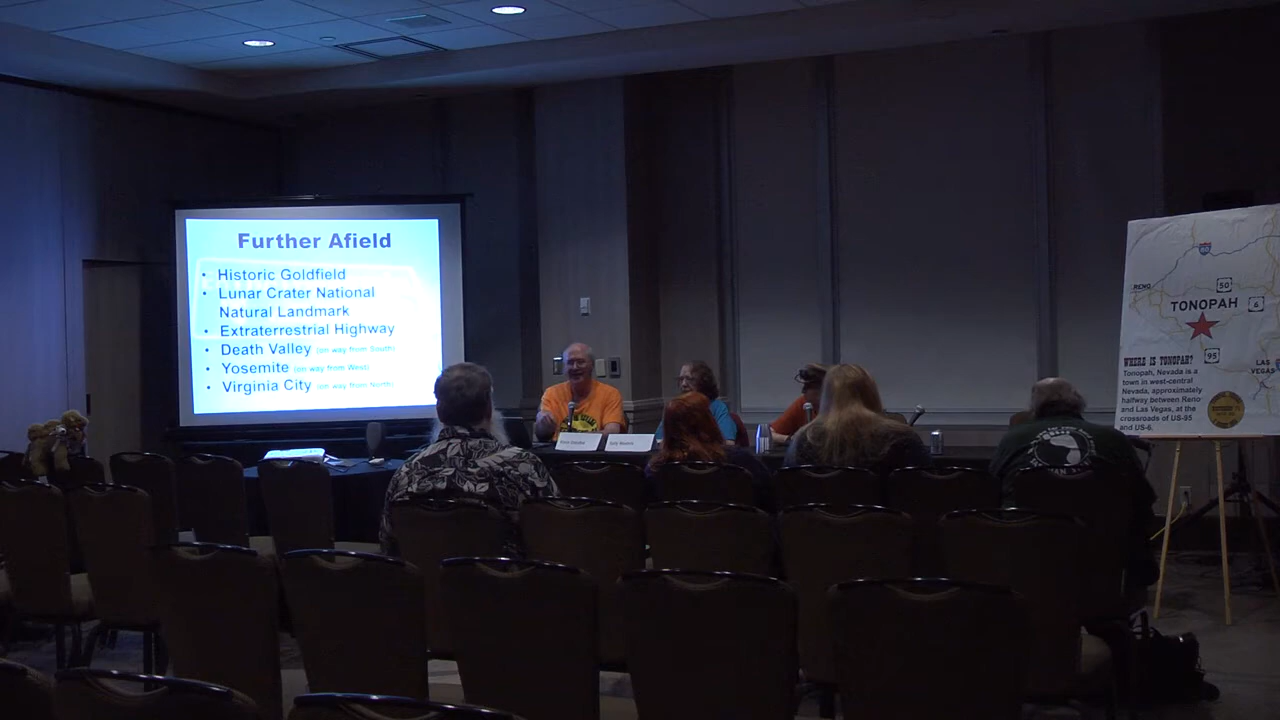 Further Afield
• Historic Goldfield
• Lunar Crater National
Natural Landmark
• Extraterrestrial Highway
• Death Valley (on way from South)
• Yosemite (on way from West)
• Virginia City (on way from North)
RENO
50
6
TONOPAH
95
LAS
VEGAS
WHERE IS TONOPAH?
Tonopah, Nevada is a
town in west-central
Nevada, approximately
halfway between Reno
and Las Vegas, at the
crossroads of US-95
and US-6.